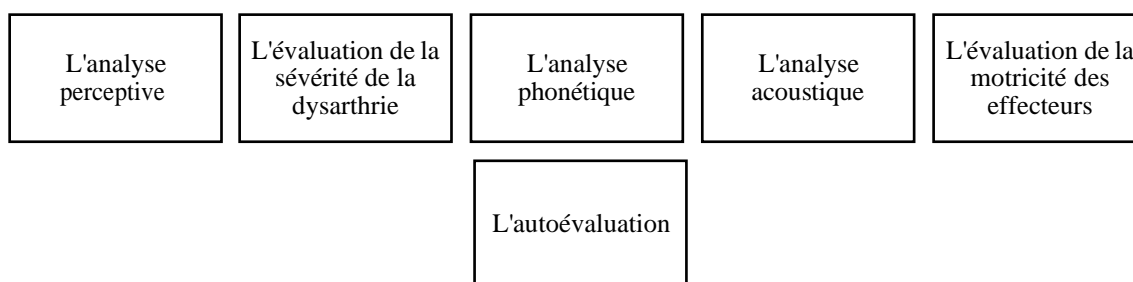 L'analyse
perceptive
L'évaluation de la
sévérité de la
dysarthrie
L'analyse
phonétique
L'analyse
acoustique
L'évaluation de la
motricité des
effecteurs
L'autoévaluation